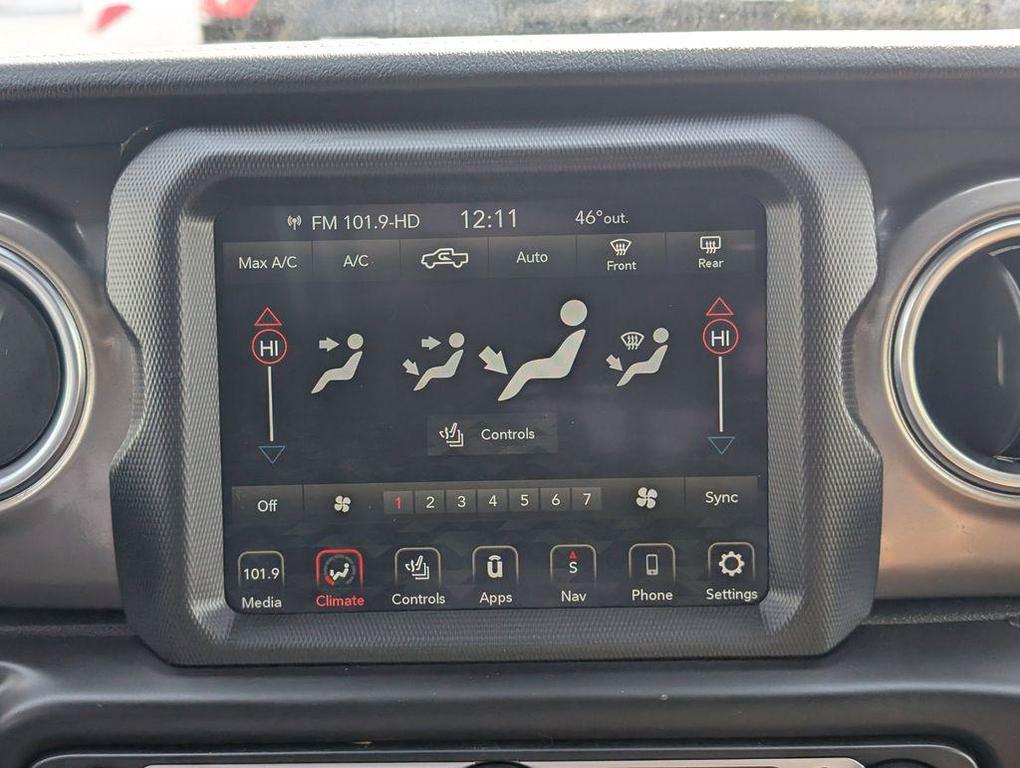 FM 101.9-HD 12:11 46°out.
Max A/C A/C Auto Front Rear
HI HI
Controls
Off 1 2 3 4 5 6 7 Sync
101.9 S
Media Climate Controls Apps Nav Phone Settings